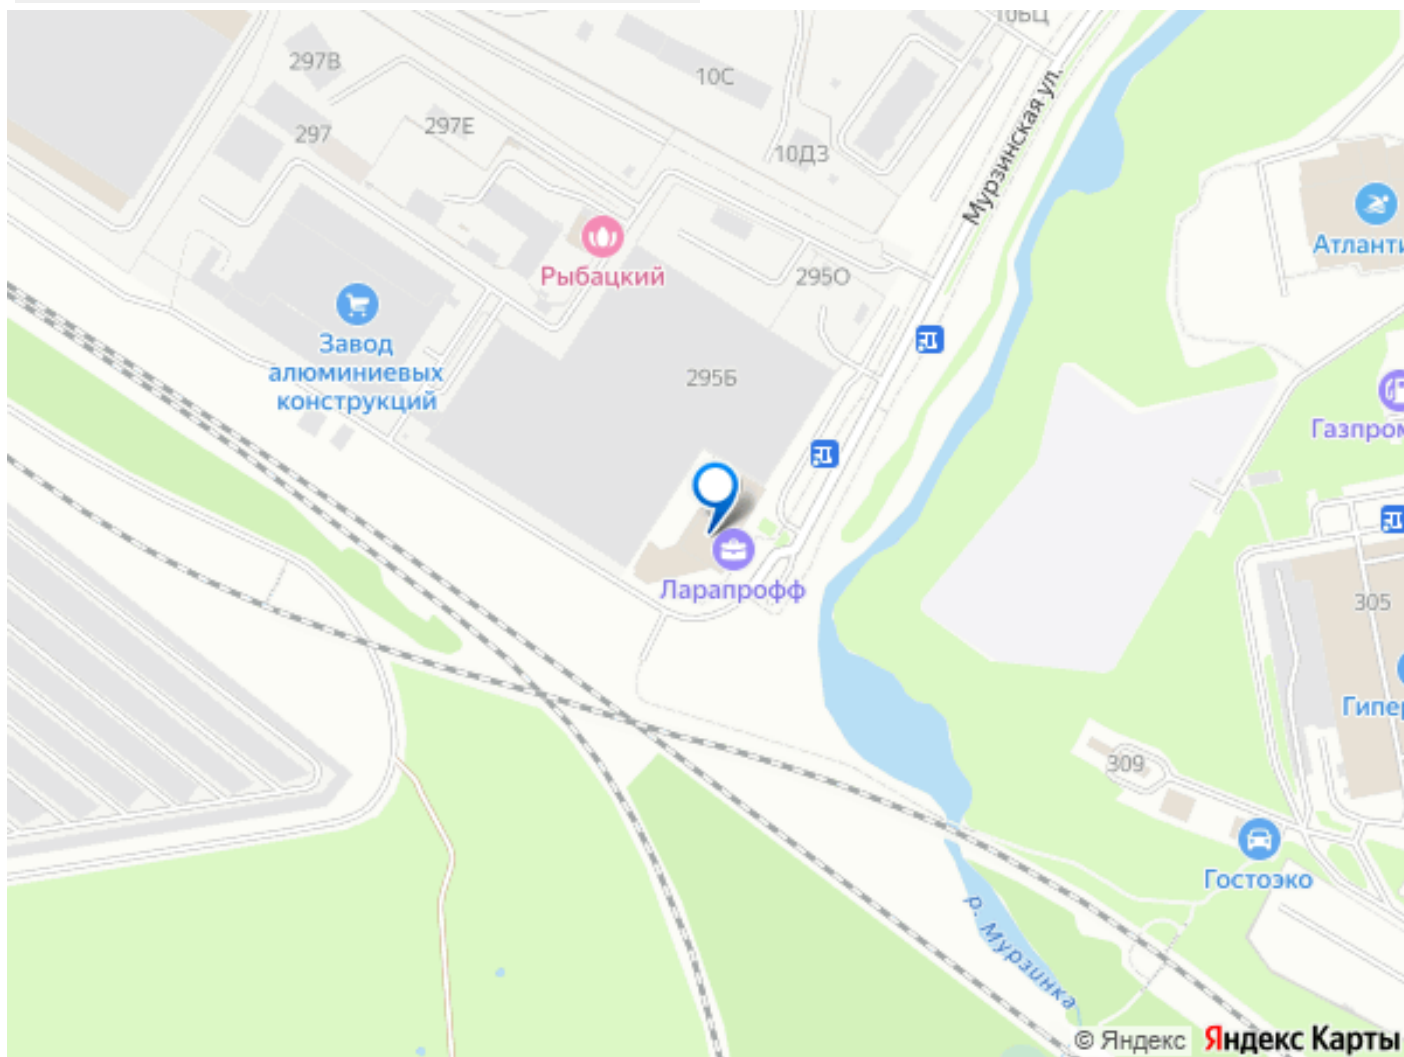 10БЦ
297В
10С
297
297Е
10Д3
Мурзинская ул.
Рыбацкий
295О
Атланти
Завод
алюминиевых
конструкций
295Б
Газпром
Ларапрофф
305
Гипер
309
Гостоэко
р. Мурзинка
© Яндекс Яндекс Карты